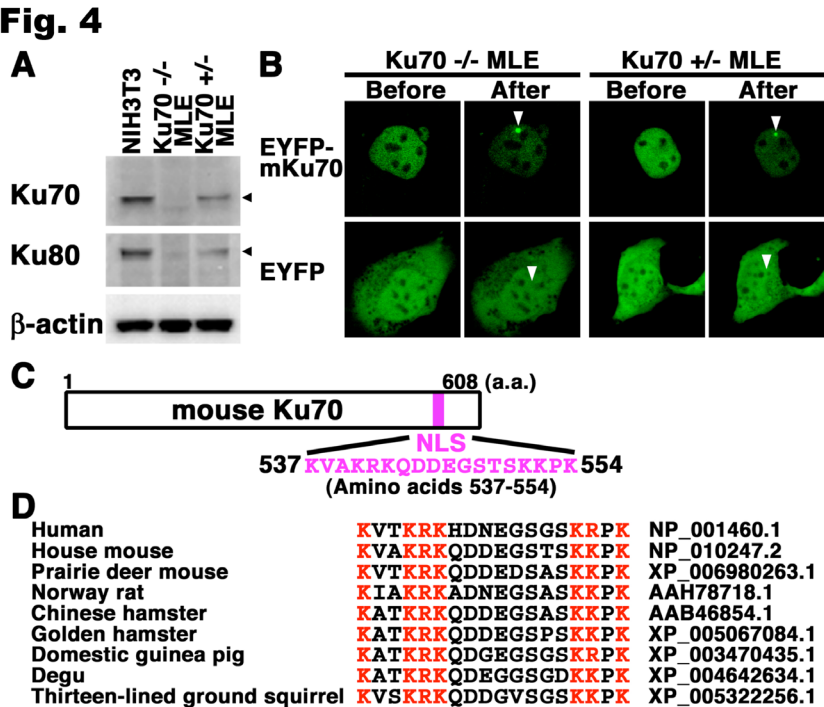 Fig. 4
A
NIH3T3
Ku70 -/-
MLE
Ku70 +/-
MLE
Ku70
Ku80
β-actin
B
Ku70 -/- MLE
Ku70 +/- MLE
Before
After
Before
After
EYFP-
mKu70
EYFP
C
1
608 (a.a.)
mouse Ku70
NLS
537 KVAKRKQDDEGSTSKKPK 554
(Amino acids 537-554)
D
Human KVTKRKHDNEGSGSKRPK NP_001460.1
House mouse KVAKRKQDDEGSTSKKPK NP_010247.2
Prairie deer mouse KVTKRKQDDEDSASKKPK XP_006980263.1
Norway rat KIAKRKADNEGSASKKPK AAH78718.1
Chinese hamster KATKRKQDDEGSASKKPK AAB46854.1
Golden hamster KATKRKQDDEGSPSKKPK XP_005067084.1
Domestic guinea pig KATKRKQDGEGSGSKRPK XP_003470435.1
Degu KATKRKQDDEGGSGDKKPK XP_004642634.1
Thirteen-lined ground squirrel KVSKRKQDDGVSGSKKPK XP_005322256.1